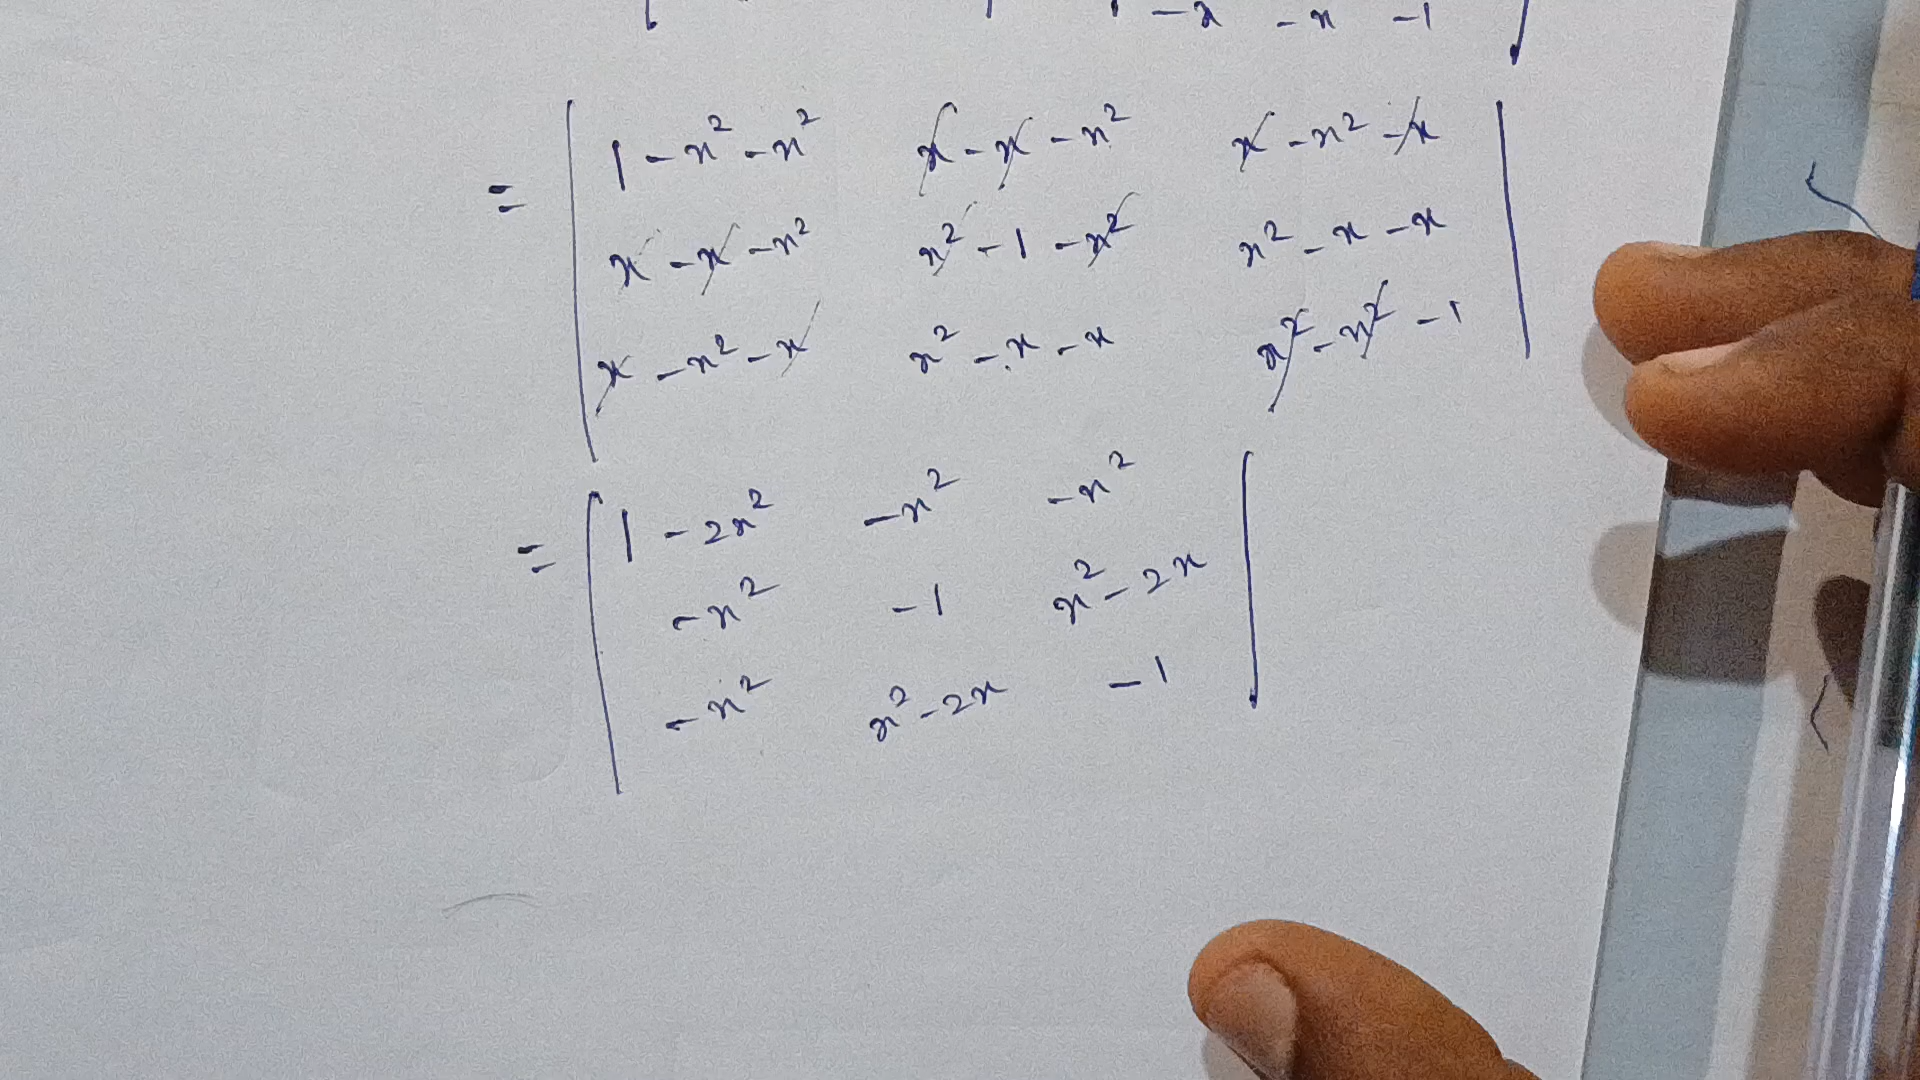 -x -x -1
= | 1-x²-x² x-x-x² x-x²-x |
| x-x-x² x²-1-x² x²-x-x |
| x-x²-x x²-x-x x²-x²-1 |
= | 1-2x² -x² -x² |
| -x² -1 x²-2x |
| -x² x²-2x -1 |